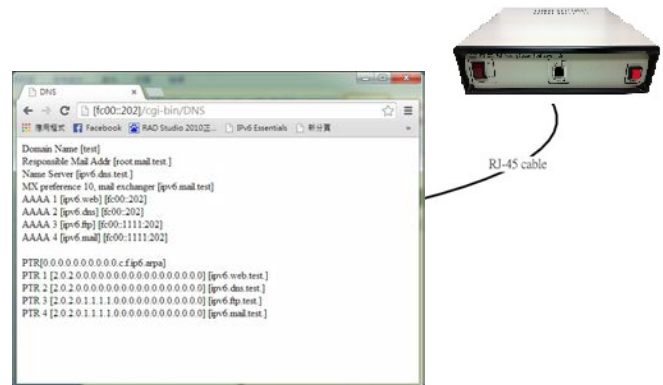 DNS
[fc00::202]/cgi-bin/DNS
應用程式 Facebook RAD Studio 2010正... IPv6 Essentials 新分頁
Domain Name [test]
Responsible Mail Addr [root.mail.test.]
Name Server [ipv6.dns.test.]
MX preference 10, mail exchanger [ipv6.mail.test]
AAAA 1 [ipv6.web] [fc00::202]
AAAA 2 [ipv6.dns] [fc00::202]
AAAA 3 [ipv6.ftp] [fc00::1111:202]
AAAA 4 [ipv6.mail] [fc00::1111:202]
PTR[0.0.0.0.0.0.0.0.0.0.c.f.ip6.arpa]
PTR 1 [2.0.2.0.0.0.0.0.0.0.0.0.0.0.0.0.0.0.0.0] [ipv6.web.test.]
PTR 2 [2.0.2.0.0.0.0.0.0.0.0.0.0.0.0.0.0.0.0.0] [ipv6.dns.test.]
PTR 3 [2.0.2.0.1.1.1.1.0.0.0.0.0.0.0.0.0.0.0.0] [ipv6.ftp.test.]
PTR 4 [2.0.2.0.1.1.1.1.0.0.0.0.0.0.0.0.0.0.0.0] [ipv6.mail.test.]
RJ-45 cable